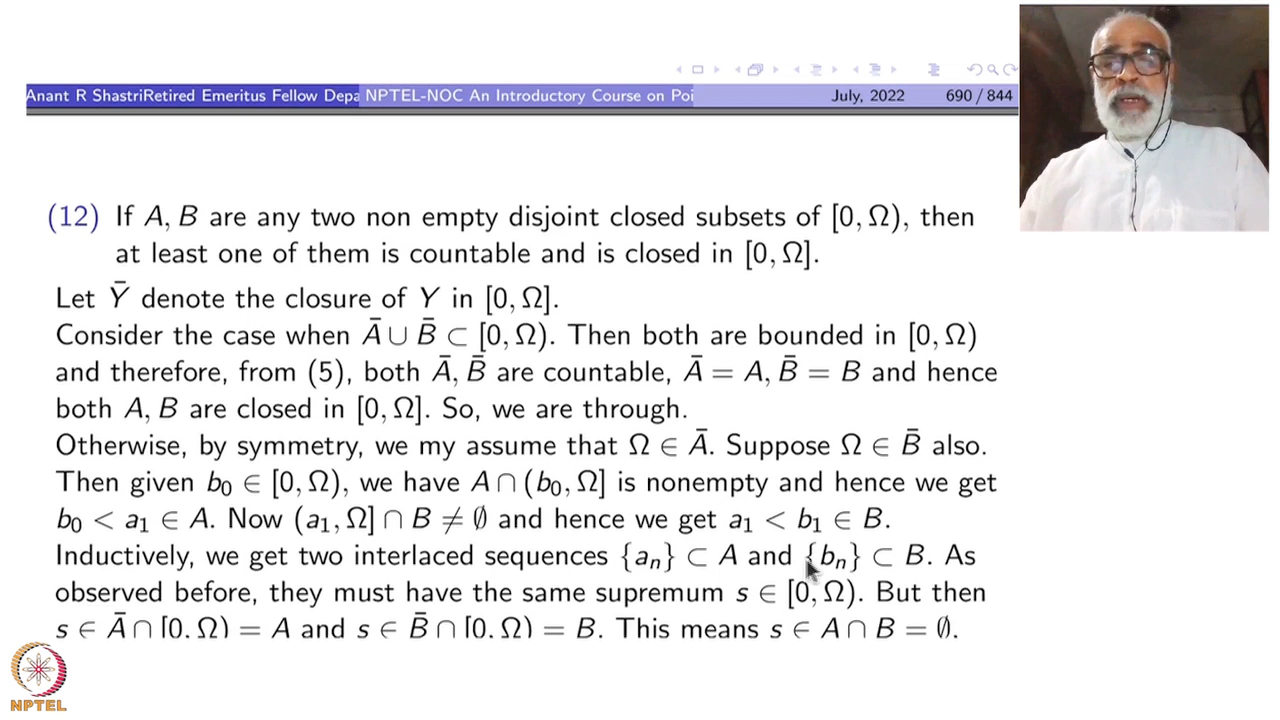 Anant R ShastriRetired Emeritus Fellow Depa NPTEL-NOC An Introductory Course on Poi July, 2022 690 / 844
(12) If A, B are any two non empty disjoint closed subsets of [0, Ω), then
at least one of them is countable and is closed in [0, Ω].
Let Ȳ denote the closure of Y in [0, Ω].
Consider the case when Ā ∪ B̄ ⊂ [0, Ω). Then both are bounded in [0, Ω)
and therefore, from (5), both Ā, B̄ are countable, Ā = A, B̄ = B and hence
both A, B are closed in [0, Ω]. So, we are through.
Otherwise, by symmetry, we my assume that Ω ∈ Ā. Suppose Ω ∈ B̄ also.
Then given b₀ ∈ [0, Ω), we have A ∩ (b₀, Ω] is nonempty and hence we get
b₀ < a₁ ∈ A. Now (a₁, Ω] ∩ B ≠ ∅ and hence we get a₁ < b₁ ∈ B.
Inductively, we get two interlaced sequences {aₙ} ⊂ A and {bₙ} ⊂ B. As
observed before, they must have the same supremum s ∈ [0, Ω). But then
s ∈ Ā ∩ [0, Ω) = A and s ∈ B̄ ∩ [0, Ω) = B. This means s ∈ A ∩ B = ∅.
NPTEL